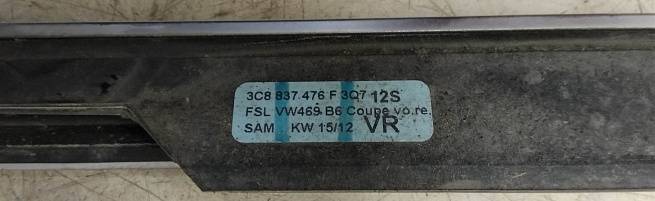 3C8 837 476 F 3Q7 12S
FSL VW469 B6 Coupe vo.re.
SAM KW 15/12 VR